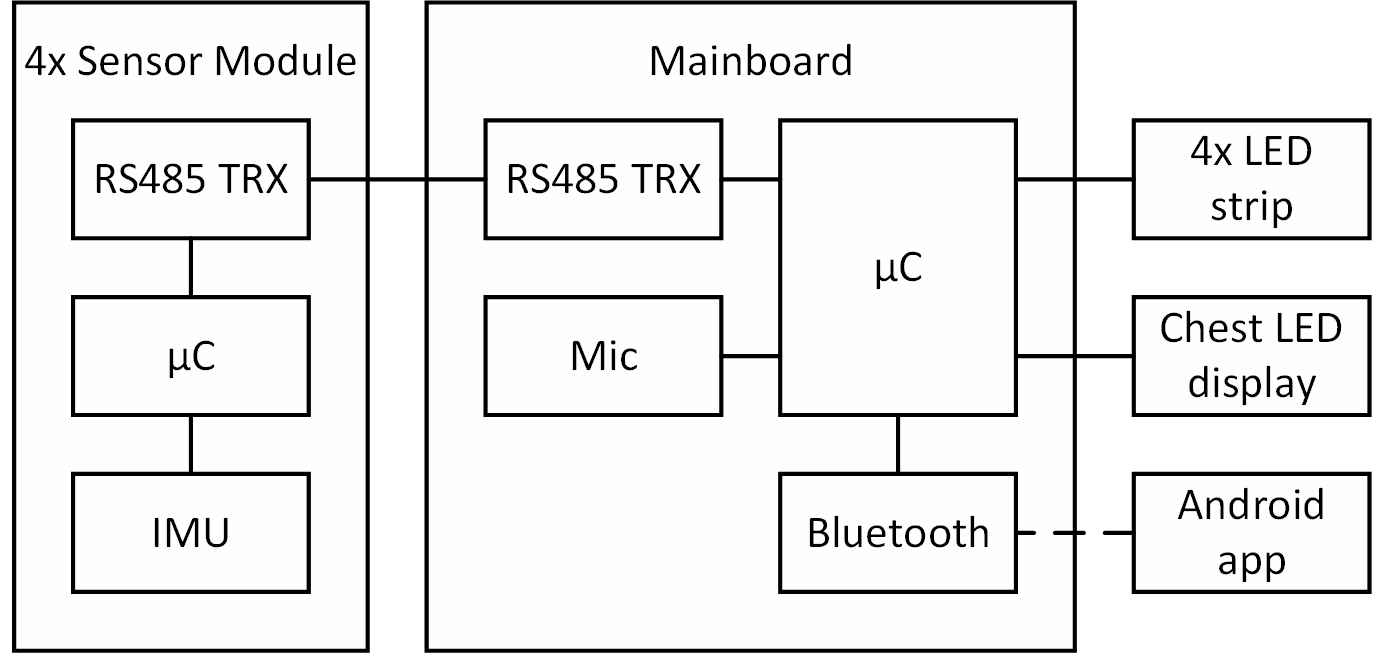 4x Sensor Module
RS485 TRX
µC
IMU
Mainboard
RS485 TRX
Mic
µC
Bluetooth
4x LED
strip
Chest LED
display
Android
app